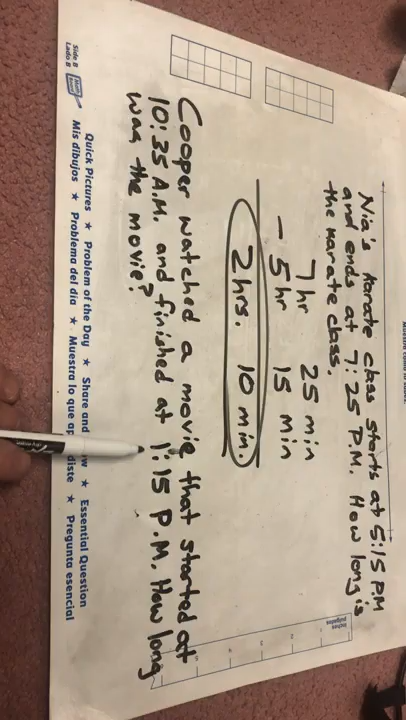 Nia's Karate class starts at 5:15 P.M
and ends at 7:25 P.M. How long is
the karate class.
7 hr 25 min
- 5 hr 15 min
2 hrs. 10 min.
Cooper watched a movie that started at
10:35 A.M. and finished at 1:15 P.M. How long
was the movie?
Side B
Lado B
Quick Pictures ★ Problem of the Day ★ Share and ★ Essential Question
Mis dibujos ★ Problema del día ★ Muestra lo que ★ Pregunta esencial
Inches
pulgadas